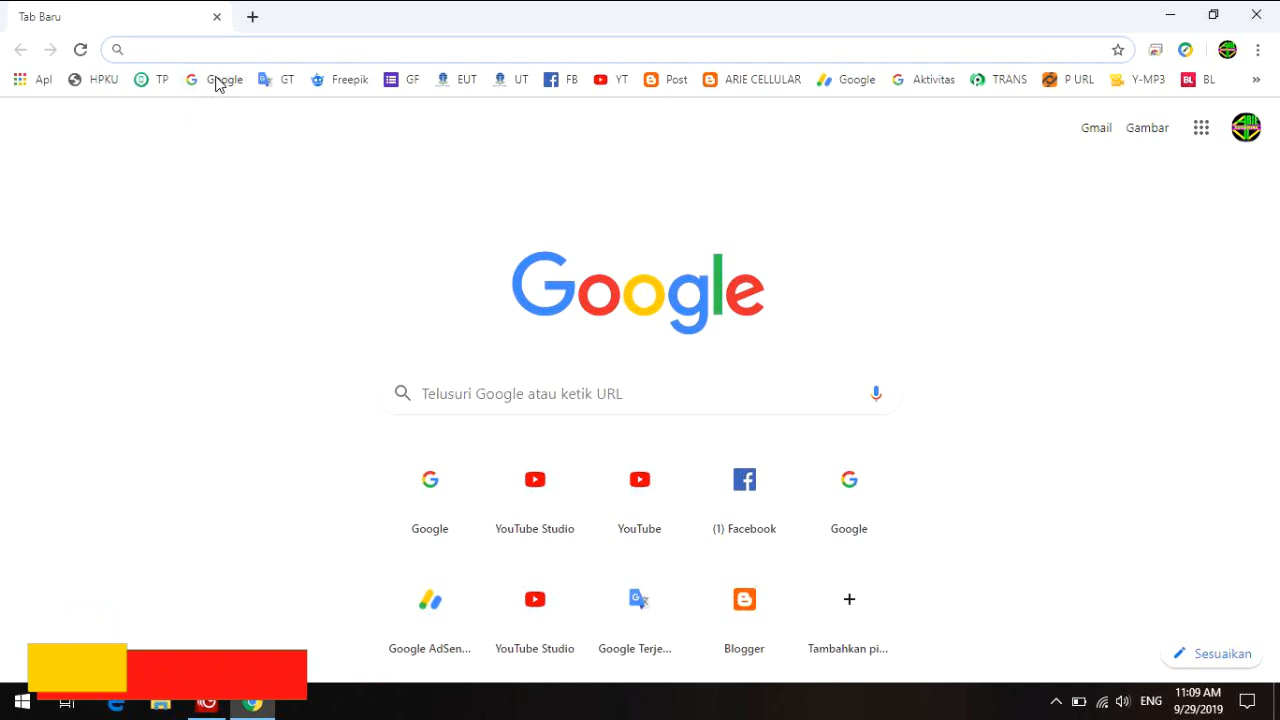 Tab Baru
Apl HPKU TP Google GT Freepik GF EUT UT FB YT Post ARIE CELLULAR Google Aktivitas TRANS P URL Y-MP3 BL »
Gmail Gambar
Google
Telusuri Google atau ketik URL
Google YouTube Studio YouTube (1) Facebook Google
Google AdSen... YouTube Studio Google Terje... Blogger Tambahkan pi...
Sesuaikan
ENG
11:09 AM
9/29/2019